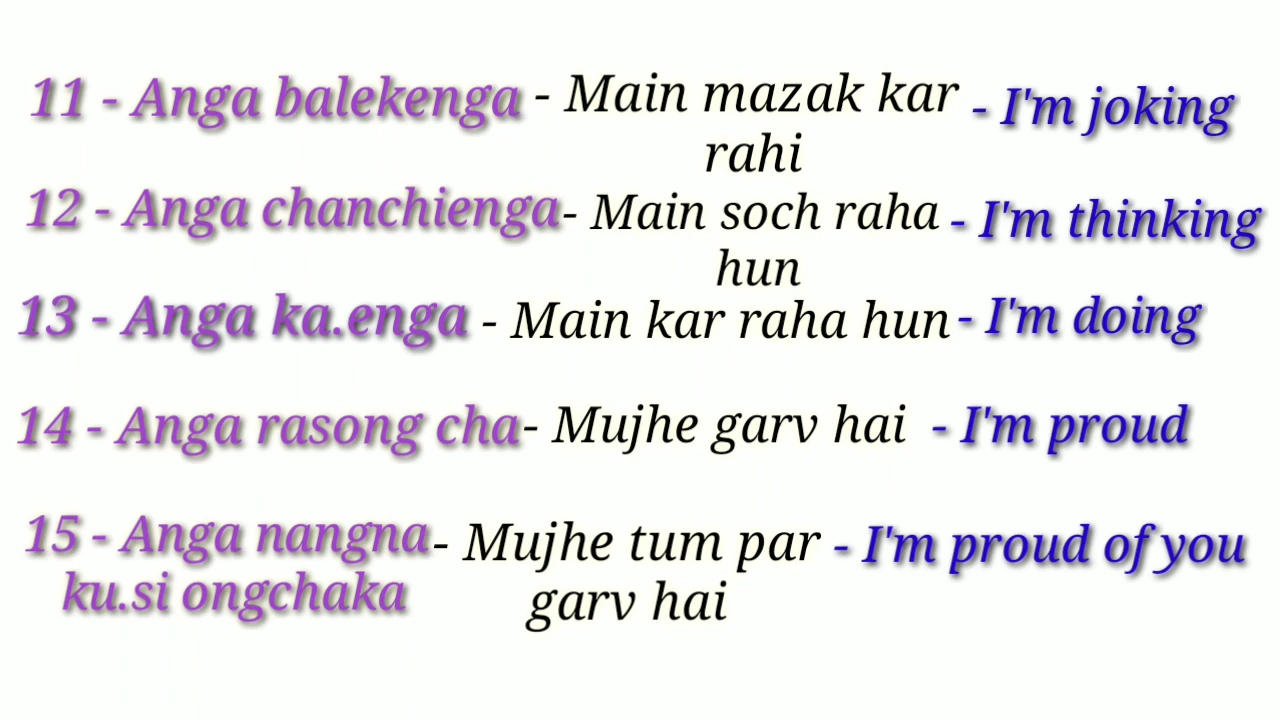 11 - Anga balekenga - Main mazak kar - I'm joking
rahi
12 - Anga chanchienga- Main soch raha - I'm thinking
hun
13 - Anga ka.enga - Main kar raha hun - I'm doing
14 - Anga rasong cha- Mujhe garv hai - I'm proud
15 - Anga nangna- Mujhe tum par - I'm proud of you
ku.si ongchaka garv hai